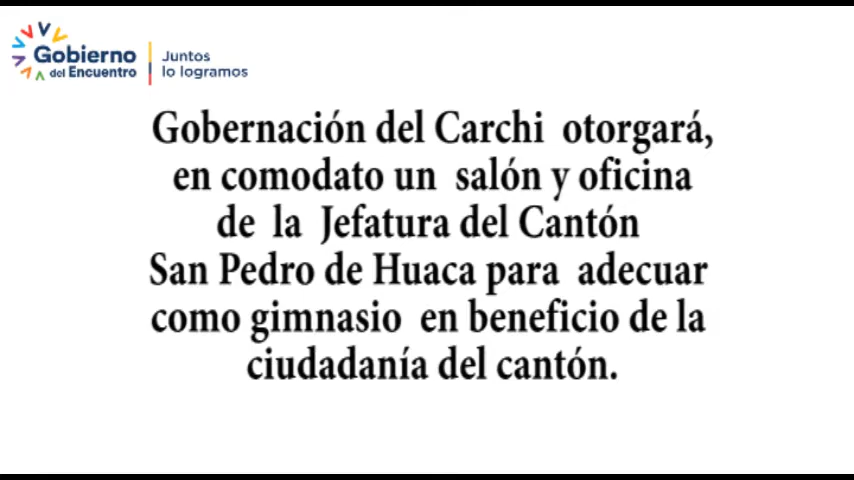 Gobierno
del Encuentro
Juntos
lo logramos
Gobernación del Carchi otorgará,
en comodato un salón y oficina
de la Jefatura del Cantón
San Pedro de Huaca para adecuar
como gimnasio en beneficio de la
ciudadanía del cantón.